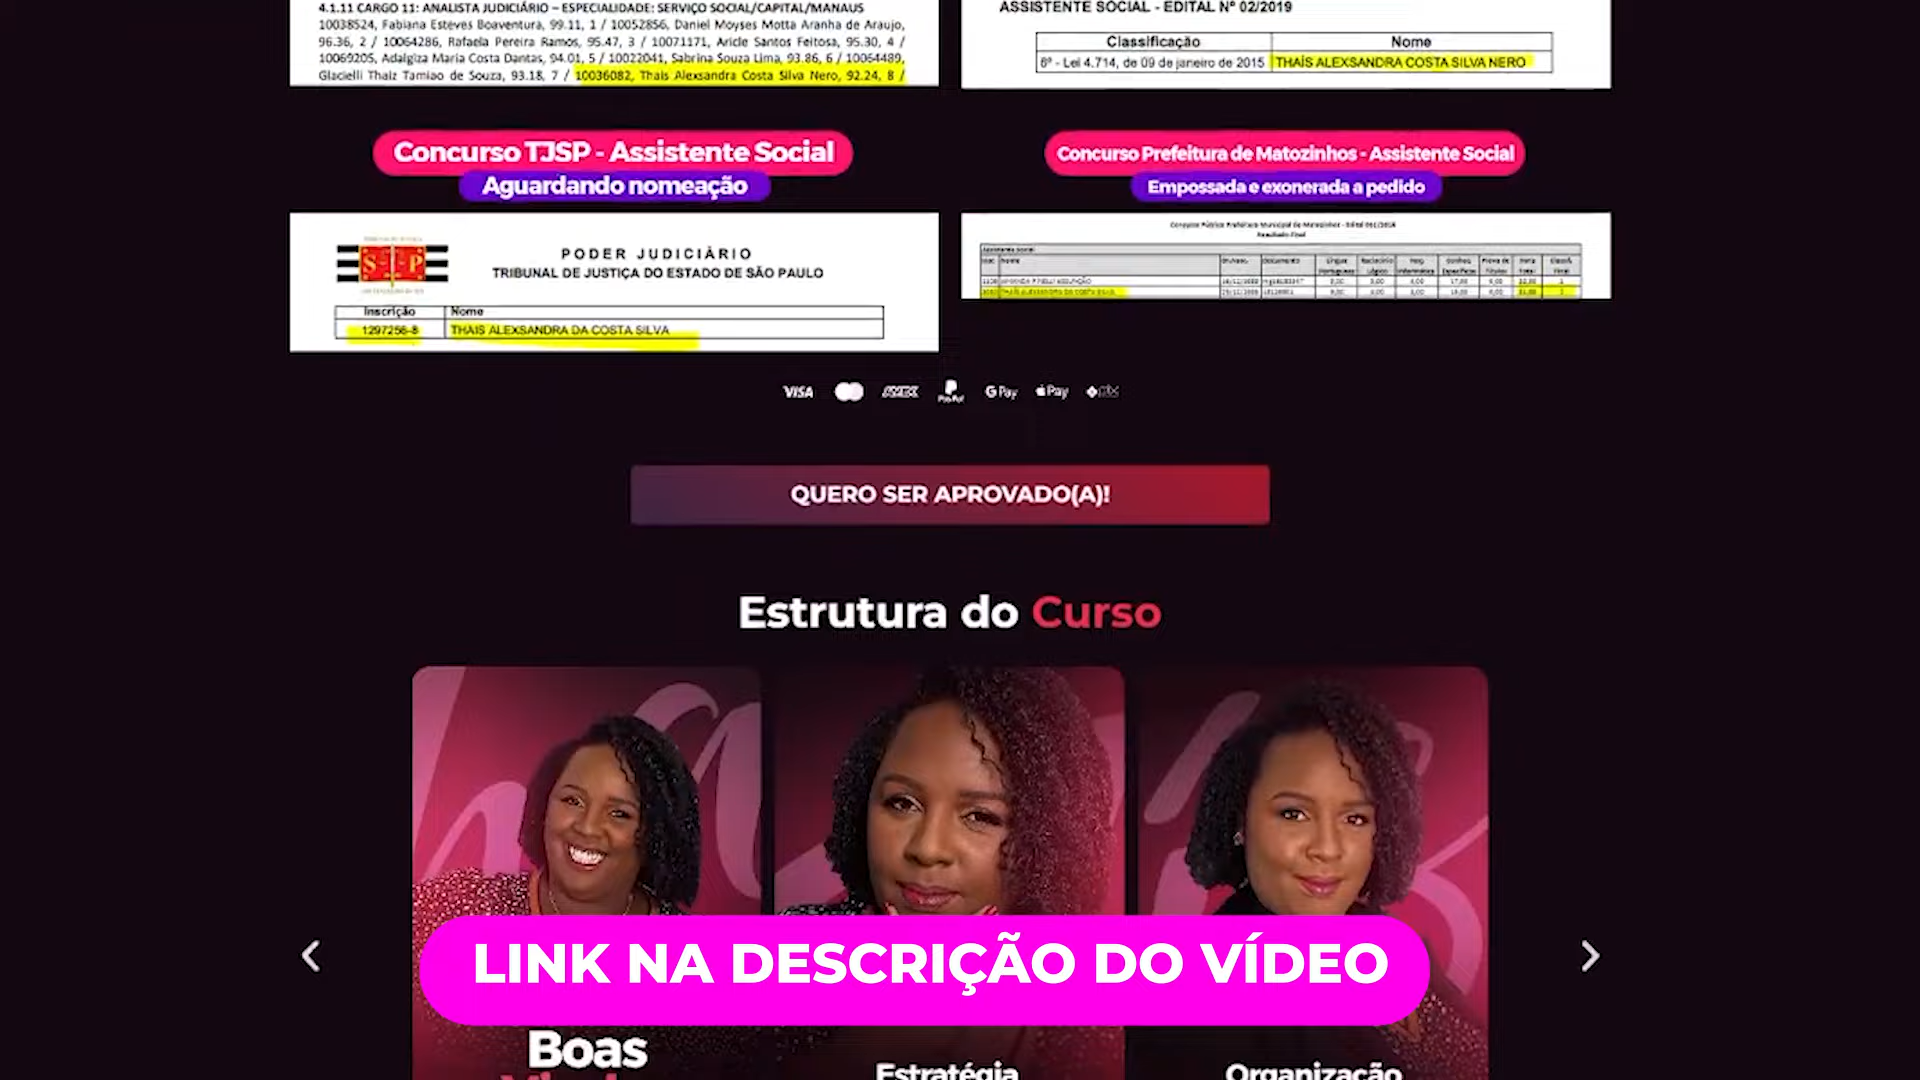 4.1.11 CARGO 11: ANALISTA JUDICIÁRIO – ESPECIALIDADE: SERVIÇO SOCIAL/CAPITAL/MANAUS
10038524, Fabiana Esteves Boaventura, 99.11, 1 / 10052856, Daniel Moyses Motta Aranha de Araujo,
96.36, 2 / 10064286, Rafaela Pereira Ramos, 95.47, 3 / 10071171, Aricle Santos Feitosa, 95.30, 4 /
10069205, Adalgiza Maria Costa Dantas, 94.01, 5 / 10022041, Sabrina Souza Lima, 93.86, 6 / 10064489,
Glacielli Thaiz Tamiao de Souza, 93.18, 7 / 10036082, Thais Alexsandra Costa Silva Nero, 92.24, 8 /
ASSISTENTE SOCIAL - EDITAL Nº 02/2019
Classificação Nome
6º - Lei 4.714, de 09 de janeiro de 2015 THAÍS ALEXSANDRA COSTA SILVA NERO
Concurso TJSP - Assistente Social
Aguardando nomeação
Concurso Prefeitura de Matozinhos - Assistente Social
Empossada e exonerada a pedido
PODER JUDICIÁRIO
TRIBUNAL DE JUSTIÇA DO ESTADO DE SÃO PAULO
Inscrição Nome
1297256-8 THAIS ALEXSANDRA DA COSTA SILVA
Resultado Final
Assistente Social
VISA AMEX PayPal G Pay Pay pix
QUERO SER APROVADO(A)!
Estrutura do Curso
LINK NA DESCRIÇÃO DO VÍDEO
Boas
Estratégia
Organização